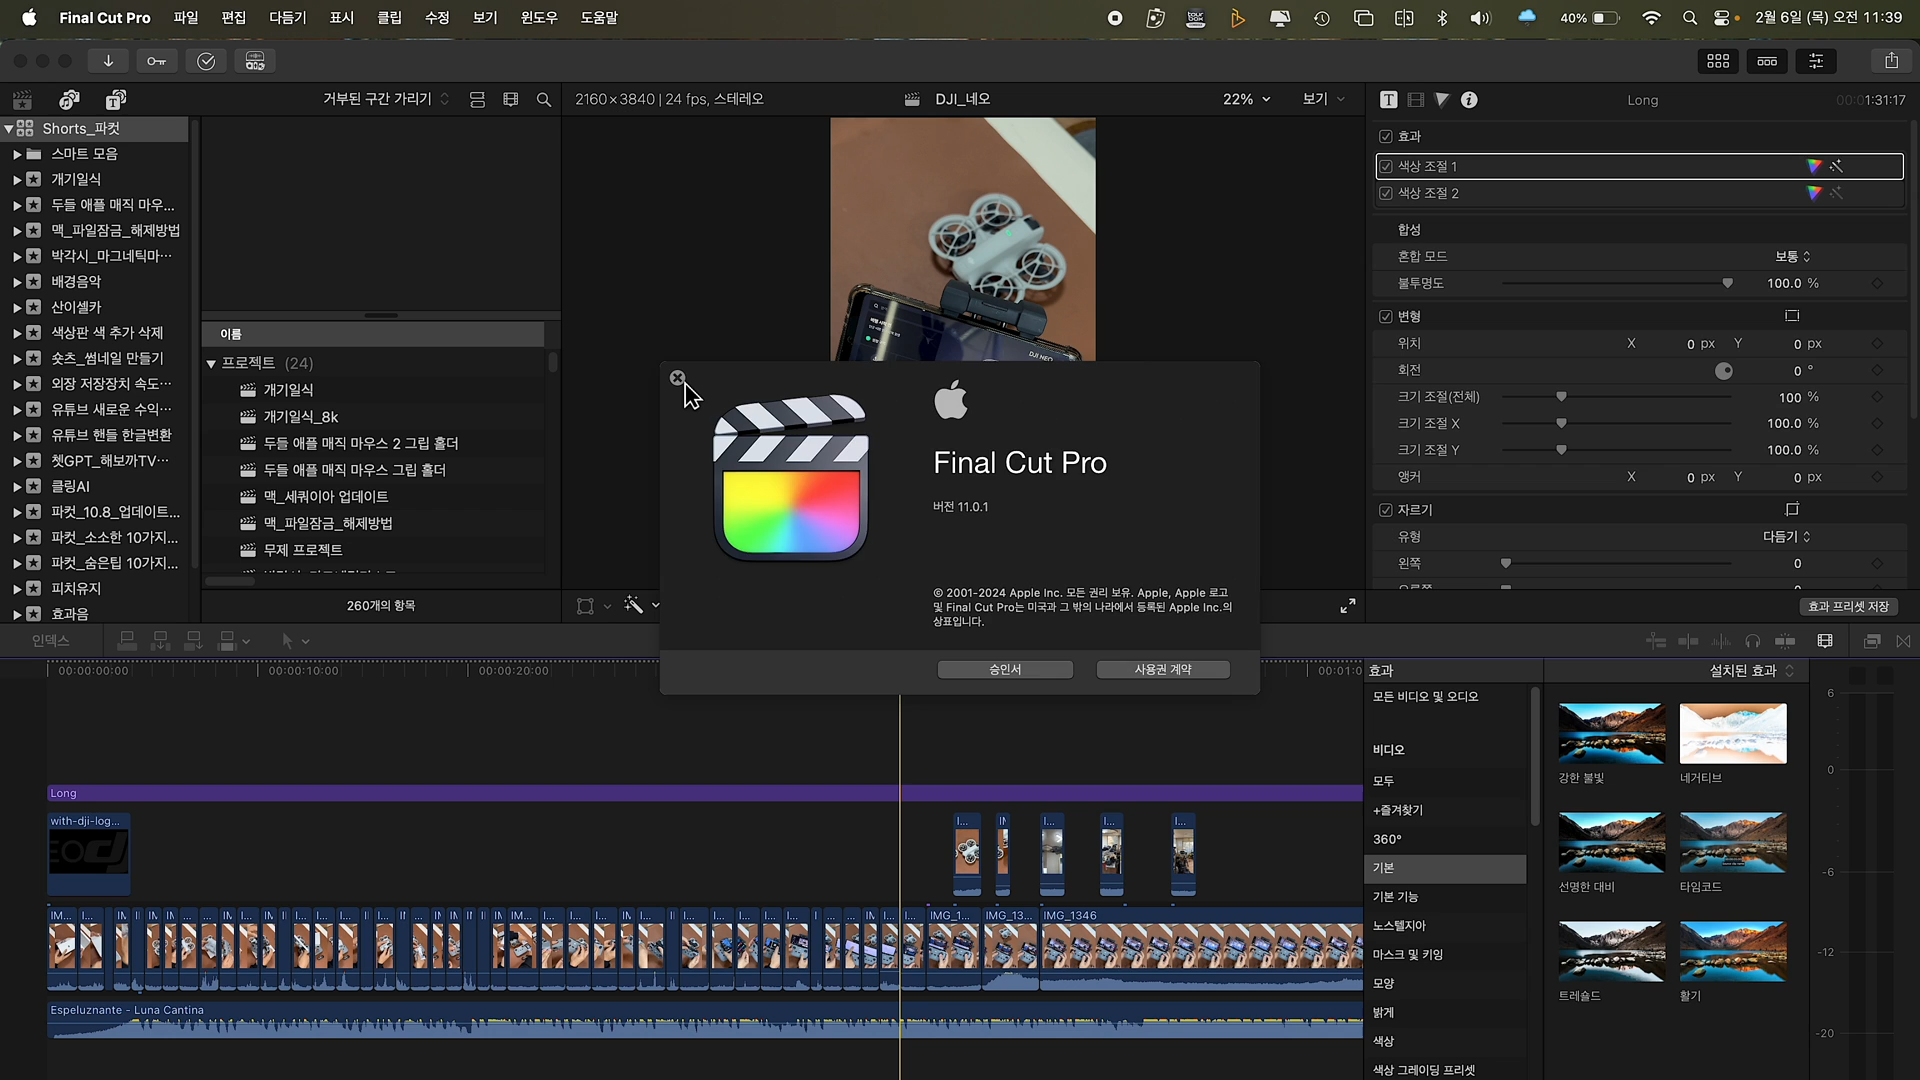 Final Cut Pro 파일 편집 다듬기 표시 클립 수정 보기 윈도우 도움말
40% 2월 6일 (목) 오전 11:39
거부된 구간 가리기
2160×3840 | 24 fps, 스테레오
DJI_네오
22% 보기
Long
00:00:01:31:17
Shorts_파컷
스마트 모음
개기일식
두들 애플 매직 마우...
맥_파일잠금_해제방법
박각시_마그네틱마...
배경음악
산이셀카
색상판 색 추가 삭제
숏츠_썸네일 만들기
외장 저장장치 속도...
유튜브 새로운 수익...
유튜브 핸들 한글변환
쳇GPT_해보까TV...
클링AI
파컷_10.8_업데이트...
파컷_소소한 10가지...
파컷_숨은팁 10가지...
피치유지
효과음
이름
프로젝트 (24)
개기일식
개기일식_8k
두들 애플 매직 마우스 2 그립 홀더
두들 애플 매직 마우스 그립 홀더
맥_세쿼이아 업데이트
맥_파일잠금_해제방법
무제 프로젝트
260개의 항목
DJI NEO
Final Cut Pro
버전 11.0.1
© 2001-2024 Apple Inc. 모든 권리 보유. Apple, Apple 로고
및 Final Cut Pro는 미국과 그 밖의 나라에서 등록된 Apple Inc.의
상표입니다.
승인서 사용권 계약
효과
색상 조절 1
색상 조절 2
합성
혼합 모드 보통
불투명도 100.0 %
변형
위치 X 0 px Y 0 px
회전 0 °
크기 조절(전체) 100 %
크기 조절 X 100.0 %
크기 조절 Y 100.0 %
앵커 X 0 px Y 0 px
자르기
유형 다듬기
왼쪽 0
오른쪽 0
효과 프리셋 저장
인덱스
00:00:00:00 00:00:10:00 00:00:20:00 00:01:0
Long
with-dji-log...
I... IN I... I... I...
IMG_1... IMG_13... IMG_1346
Espeluznante - Luna Cantina
효과
설치된 효과
모든 비디오 및 오디오
비디오
모두
+즐겨찾기
360°
기본
기본 기능
노스텔지아
마스크 및 키잉
모양
밝게
색상
색상 그레이딩 프리셋
강한 불빛 네거티브
선명한 대비 타임코드
트레숄드 활기
6
0
-6
-12
-20